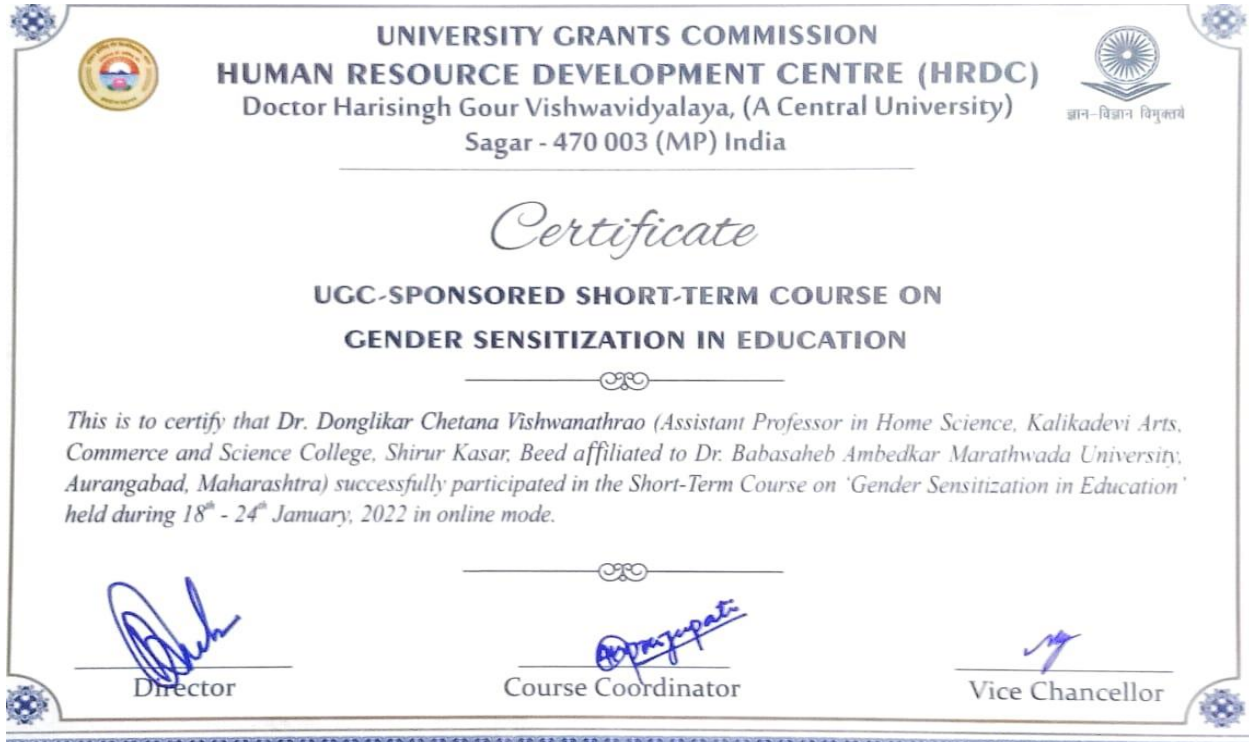 UNIVERSITY GRANTS COMMISSION
HUMAN RESOURCE DEVELOPMENT CENTRE (HRDC)
Doctor Harisingh Gour Vishwavidyalaya, (A Central University)
Sagar - 470 003 (MP) India
ज्ञान-विज्ञान विमुक्तये
Certificate
UGC-SPONSORED SHORT-TERM COURSE ON
GENDER SENSITIZATION IN EDUCATION
This is to certify that Dr. Donglikar Chetana Vishwanathrao (Assistant Professor in Home Science, Kalikadevi Arts,
Commerce and Science College, Shirur Kasar, Beed affiliated to Dr. Babasaheb Ambedkar Marathwada University,
Aurangabad, Maharashtra) successfully participated in the Short-Term Course on ‘Gender Sensitization in Education’
held during 18th - 24th January, 2022 in online mode.
Director
Course Coordinator
Vice Chancellor